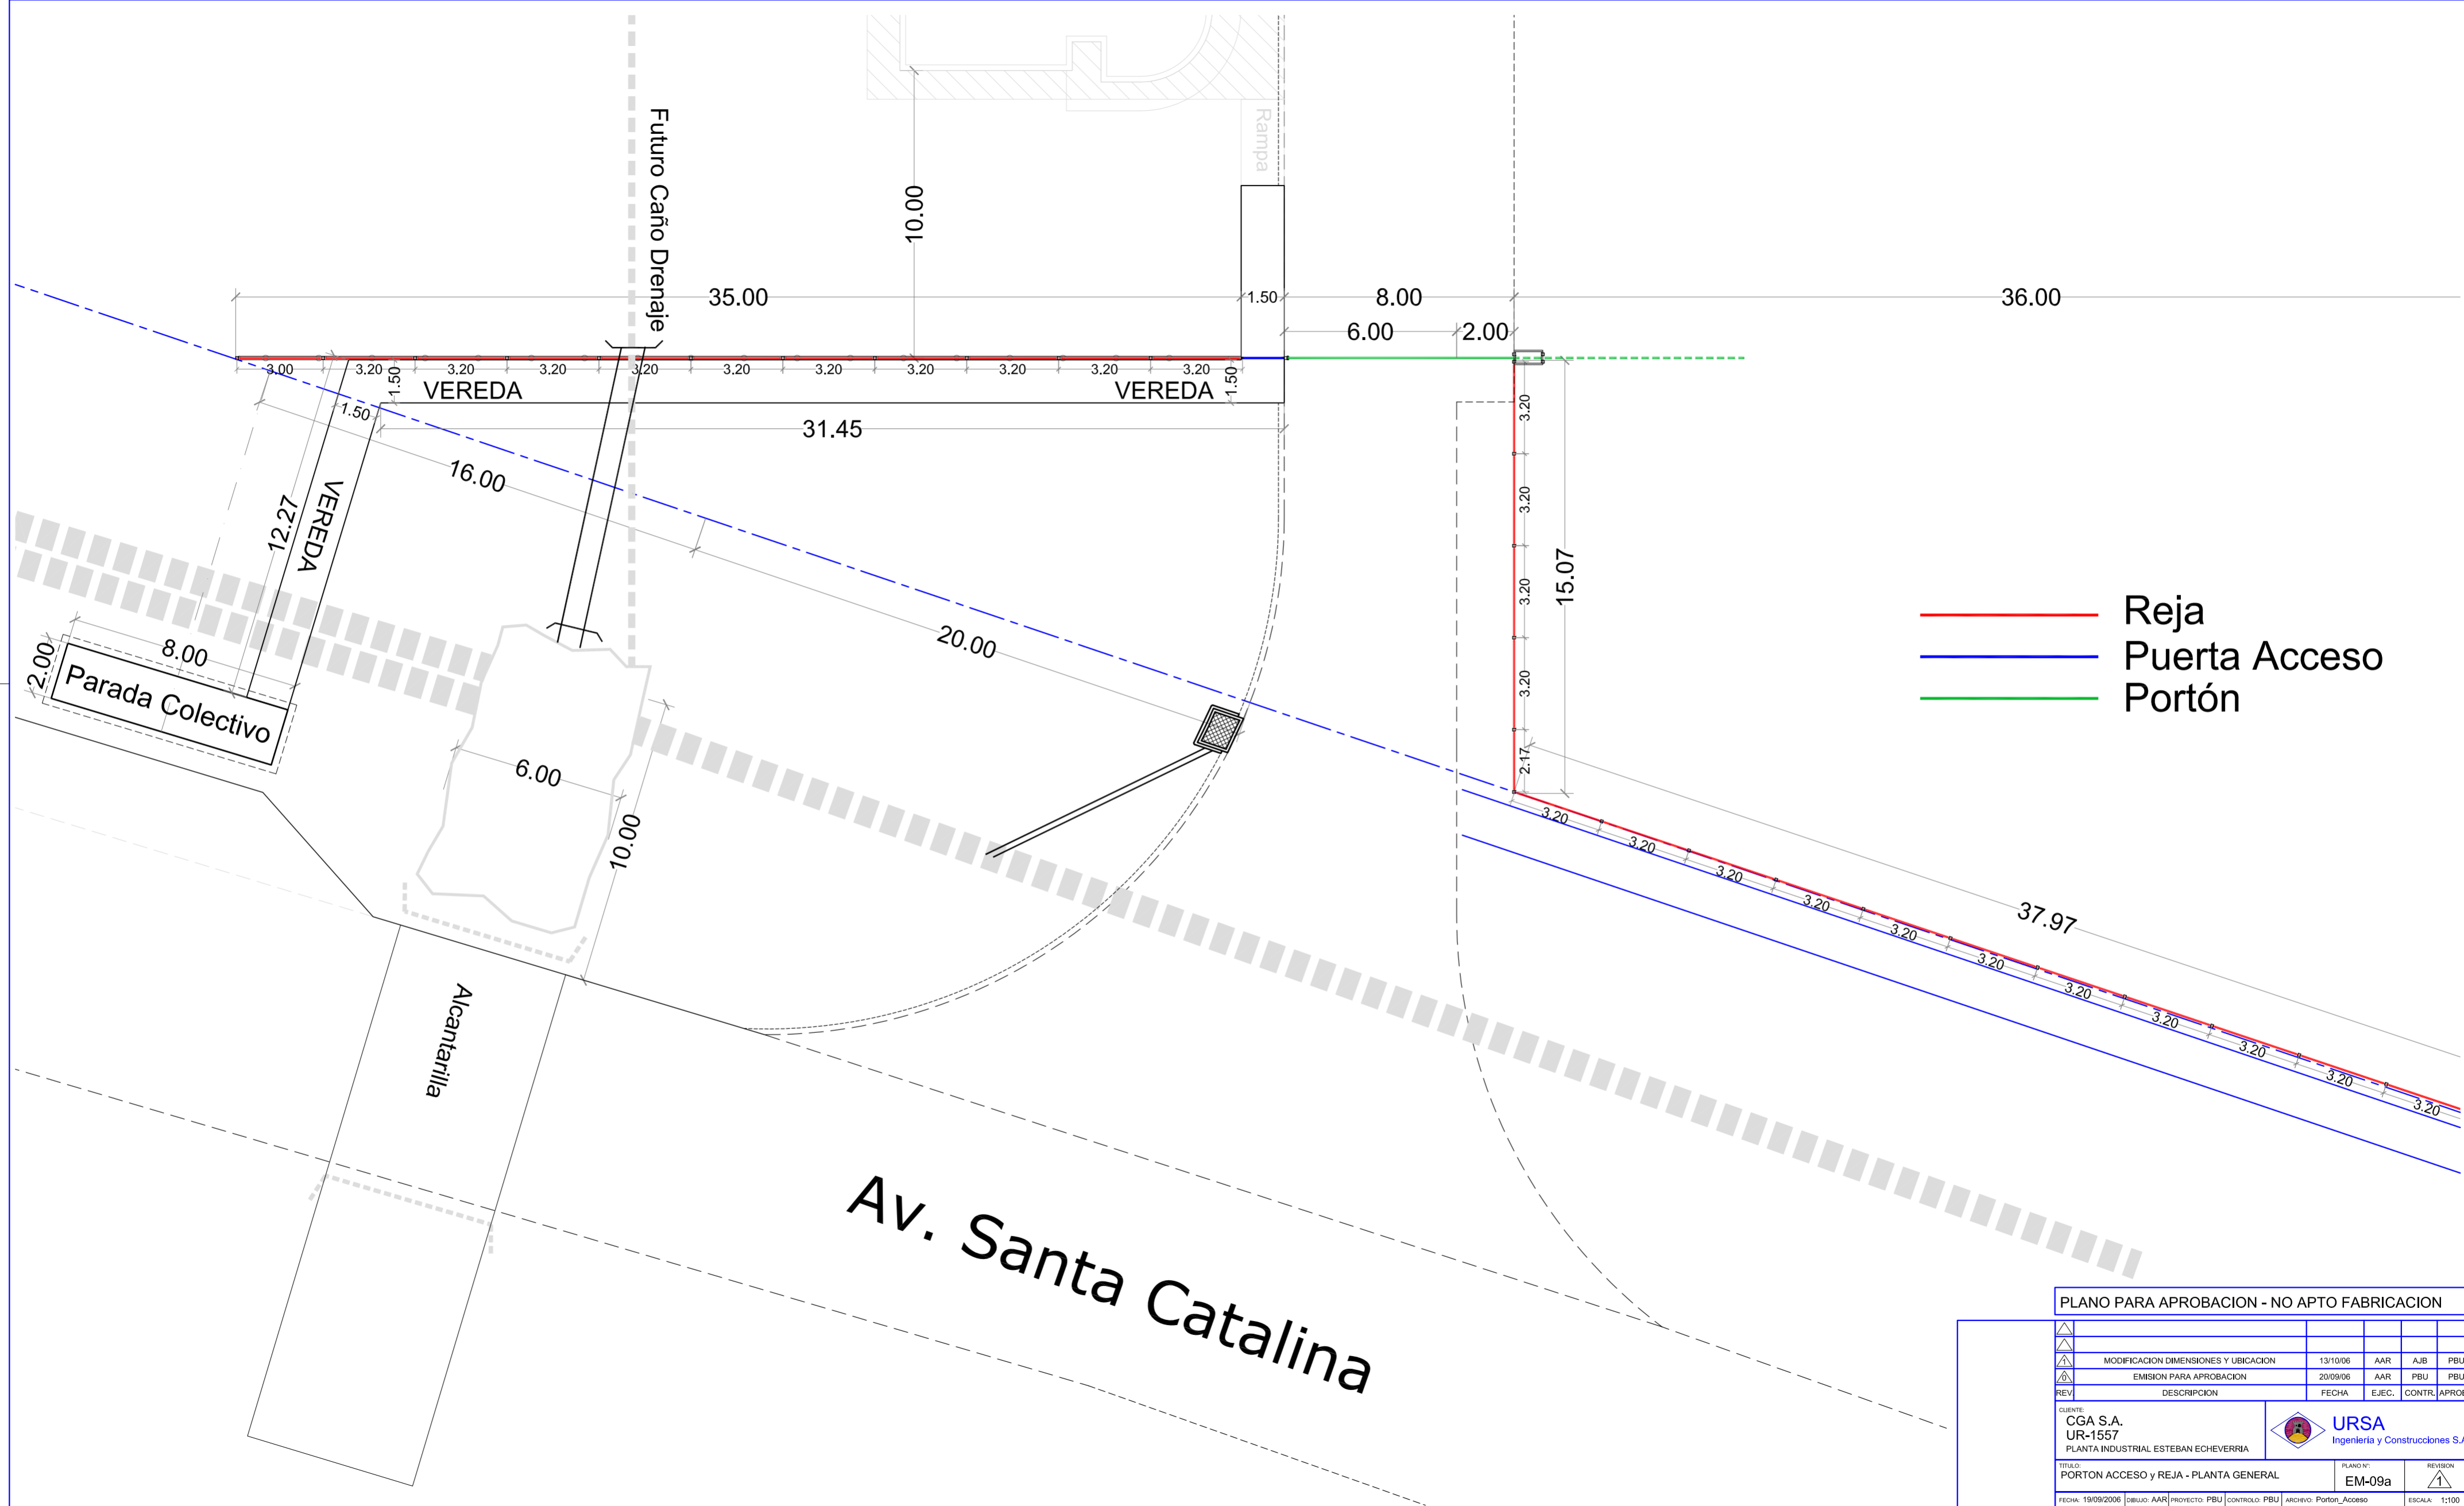 Futuro Caño Drenaje
Rampa
10.00
35.00
1.50
8.00
36.00
6.00
2.00
3.00
3.20
3.20
3.20
3.20
3.20
3.20
3.20
3.20
3.20
3.20
1.50
VEREDA
VEREDA
1.50
1.50
31.45
16.00
12.27
VEREDA
20.00
3.20
3.20
3.20
3.20
2.17
15.07
Reja
Puerta Acceso
Portón
8.00
2.00
Parada Colectivo
6.00
10.00
3.20
3.20
3.20
3.20
3.20
3.20
3.20
3.20
3.20
3.20
3.20
37.97
Alcantarilla
Av. Santa Catalina
PLANO PARA APROBACION - NO APTO FABRICACION
1 MODIFICACION DIMENSIONES Y UBICACION 13/10/06 AAR AJB PBU
0 EMISION PARA APROBACION 20/09/06 AAR PBU PBU
REV. DESCRIPCION FECHA EJEC. CONTR. APROB
CLIENTE:
CGA S.A.
UR-1557
PLANTA INDUSTRIAL ESTEBAN ECHEVERRIA
URSA
Ingeniería y Construcciones S.A
TITULO:
PORTON ACCESO y REJA - PLANTA GENERAL
PLANO N°:
EM-09a
REVISION
1
FECHA: 19/09/2006 DIBUJO: AAR PROYECTO: PBU CONTROLO: PBU ARCHIVO: Porton_Acceso ESCALA: 1:100